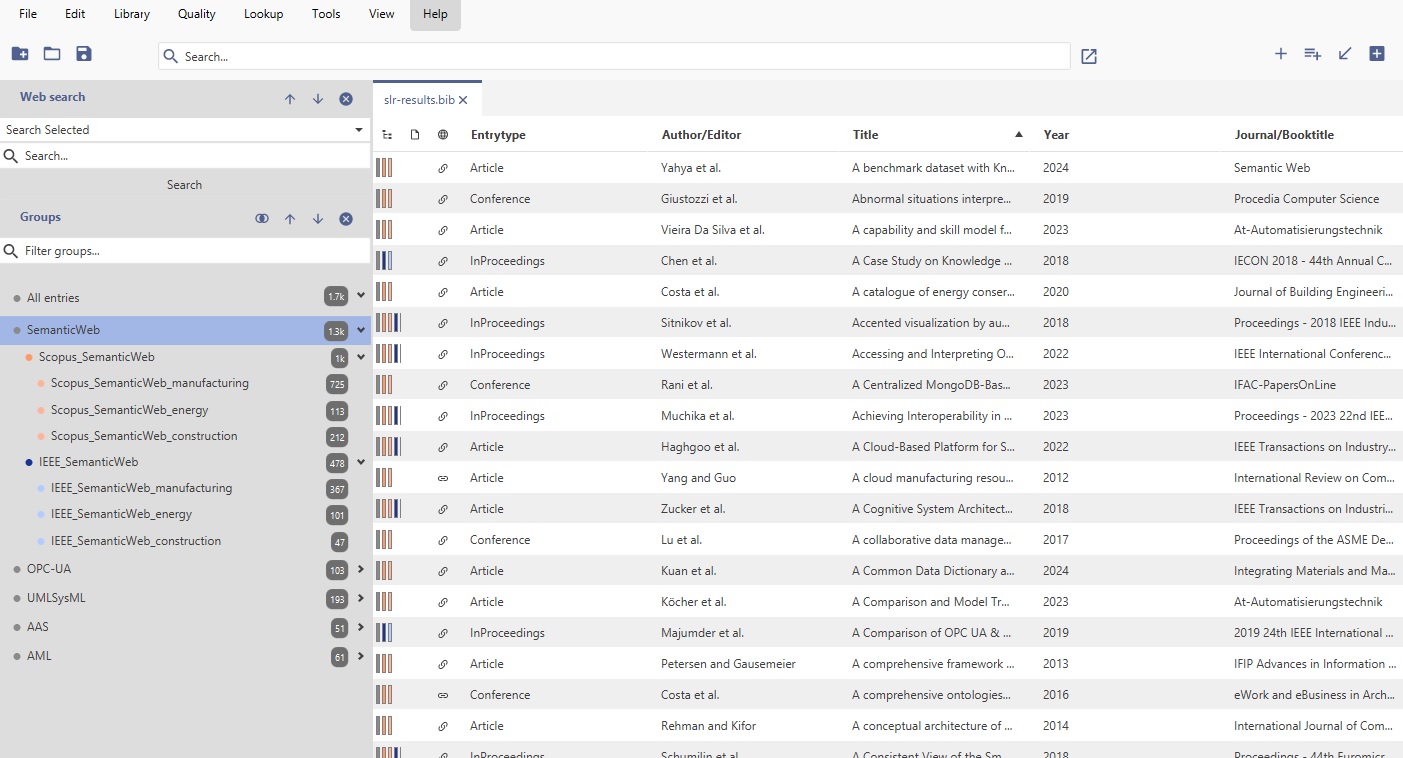 File Edit Library Quality Lookup Tools View Help
Search...
Web search
Search Selected
Search...
Search
Groups
Filter groups...
All entries 1.7k
SemanticWeb 1.3k
Scopus_SemanticWeb 1k
Scopus_SemanticWeb_manufacturing 725
Scopus_SemanticWeb_energy 113
Scopus_SemanticWeb_construction 212
IEEE_SemanticWeb 478
IEEE_SemanticWeb_manufacturing 367
IEEE_SemanticWeb_energy 101
IEEE_SemanticWeb_construction 47
OPC-UA 103
UMLSysML 193
AAS 51
AML 61
slr-results.bib
Entrytype Author/Editor Title Year Journal/Booktitle
Article Yahya et al. A benchmark dataset with Kn... 2024 Semantic Web
Conference Giustozzi et al. Abnormal situations interpre... 2019 Procedia Computer Science
Article Vieira Da Silva et al. A capability and skill model f... 2023 At-Automatisierungstechnik
InProceedings Chen et al. A Case Study on Knowledge ... 2018 IECON 2018 - 44th Annual C...
Article Costa et al. A catalogue of energy conser... 2020 Journal of Building Engineeri...
InProceedings Sitnikov et al. Accented visualization by au... 2018 Proceedings - 2018 IEEE Indu...
InProceedings Westermann et al. Accessing and Interpreting O... 2022 IEEE International Conferenc...
Conference Rani et al. A Centralized MongoDB-Bas... 2023 IFAC-PapersOnLine
InProceedings Muchika et al. Achieving Interoperability in ... 2023 Proceedings - 2023 22nd IEE...
Article Haghgoo et al. A Cloud-Based Platform for S... 2022 IEEE Transactions on Industry...
Article Yang and Guo A cloud manufacturing resou... 2012 International Review on Com...
Article Zucker et al. A Cognitive System Architect... 2018 IEEE Transactions on Industri...
Conference Lu et al. A collaborative data manage... 2017 Proceedings of the ASME De...
Article Kuan et al. A Common Data Dictionary a... 2024 Integrating Materials and Ma...
Article Köcher et al. A Comparison and Model Tr... 2023 At-Automatisierungstechnik
InProceedings Majumder et al. A Comparison of OPC UA & ... 2019 2019 24th IEEE International ...
Article Petersen and Gausemeier A comprehensive framework ... 2013 IFIP Advances in Information ...
Conference Costa et al. A comprehensive ontologies... 2016 eWork and eBusiness in Arch...
Article Rehman and Kifor A conceptual architecture of ... 2014 International Journal of Com...
InProceedings Schumilin et al. A Consistent View of the Sm... 2018 Proceedings - 44th Euromicr...